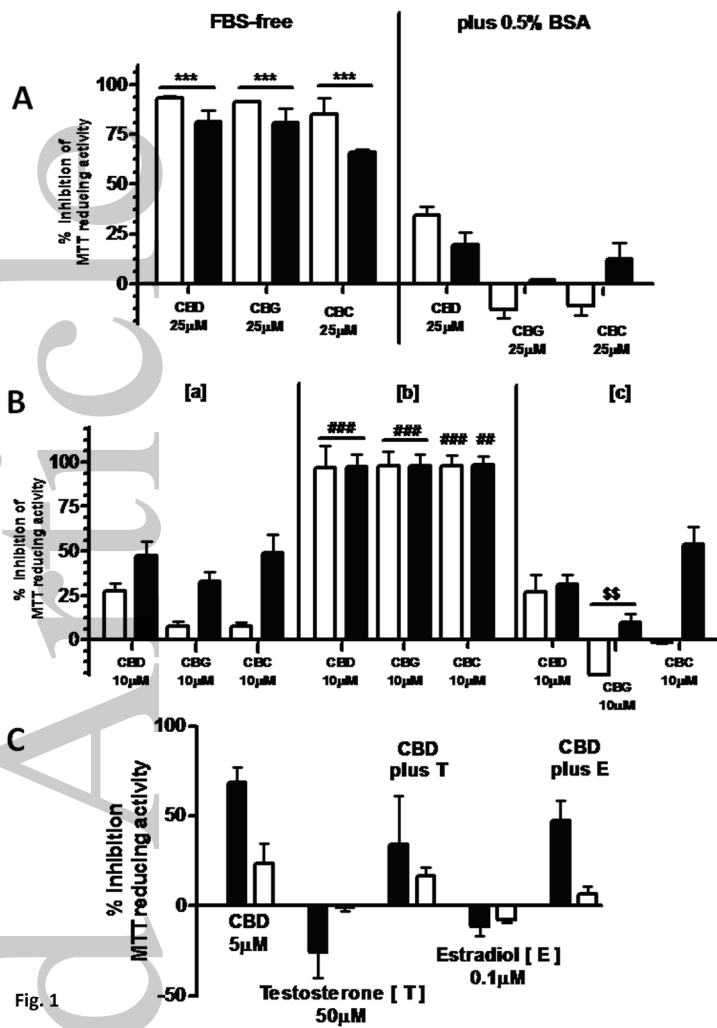 FBS-free
plus 0.5% BSA
A
***
***
***
% Inhibition of
MTT reducing activity
100
75
50
25
0
CBD
25μM
CBG
25μM
CBC
25μM
CBD
25μM
CBG
25μM
CBC
25μM
B
[a]
[b]
[c]
###
###
###
##
$$
% Inhibition of
MTT reducing activity
100
75
50
25
0
CBD
10μM
CBG
10μM
CBC
10μM
CBD
10μM
CBG
10μM
CBC
10μM
CBD
10μM
CBG
10μM
CBC
10μM
C
% Inhibition
MTT reducing activity
100
50
0
-50
CBD
5μM
Testosterone [ T ]
50μM
CBD
plus T
Estradiol [ E ]
0.1μM
CBD
plus E
Fig. 1
d Article